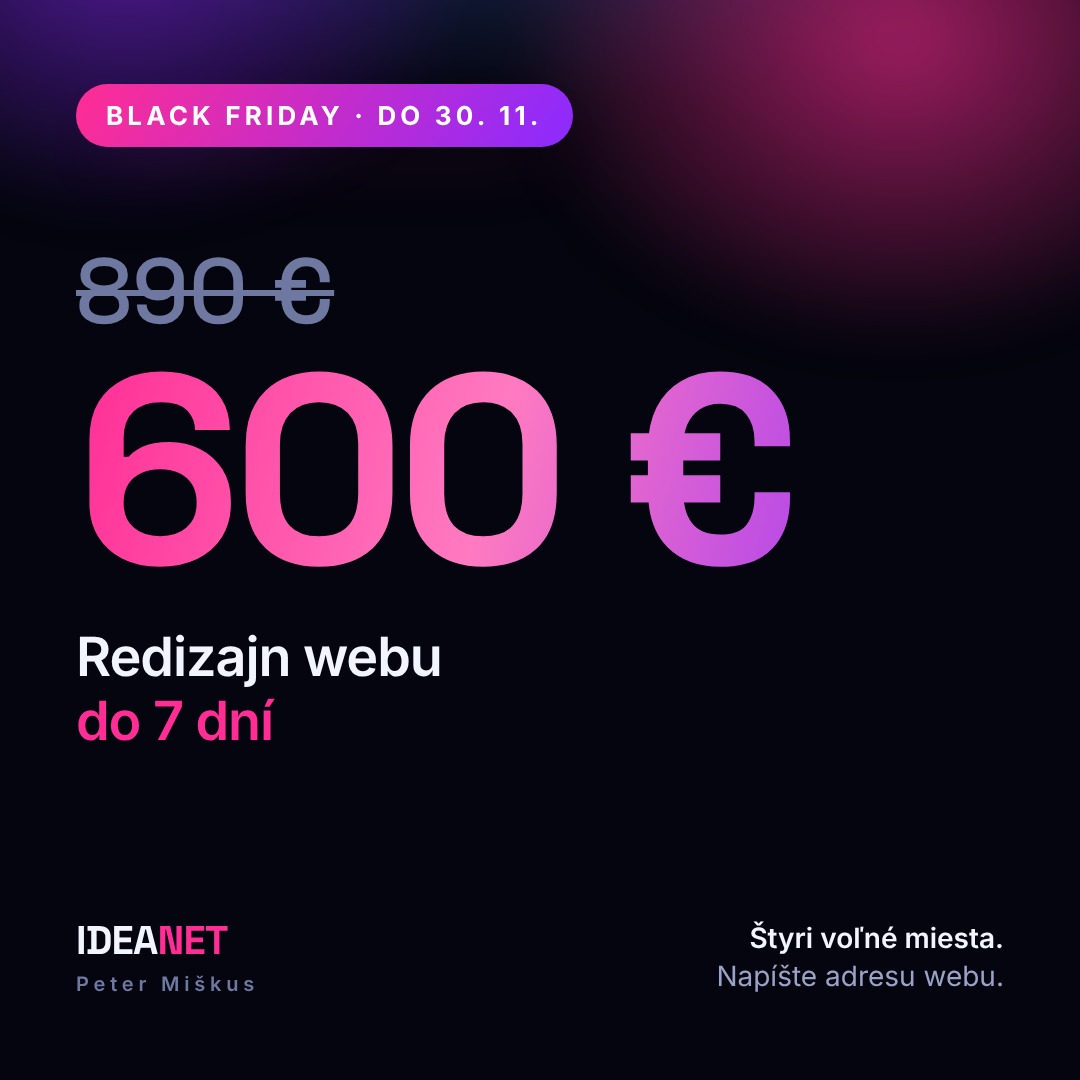 BLACK FRIDAY · DO 30. 11.
890 €
600 €
Redizajn webu
do 7 dní
IDEANET
Peter Miškus
Štyri voľné miesta.
Napíšte adresu webu.